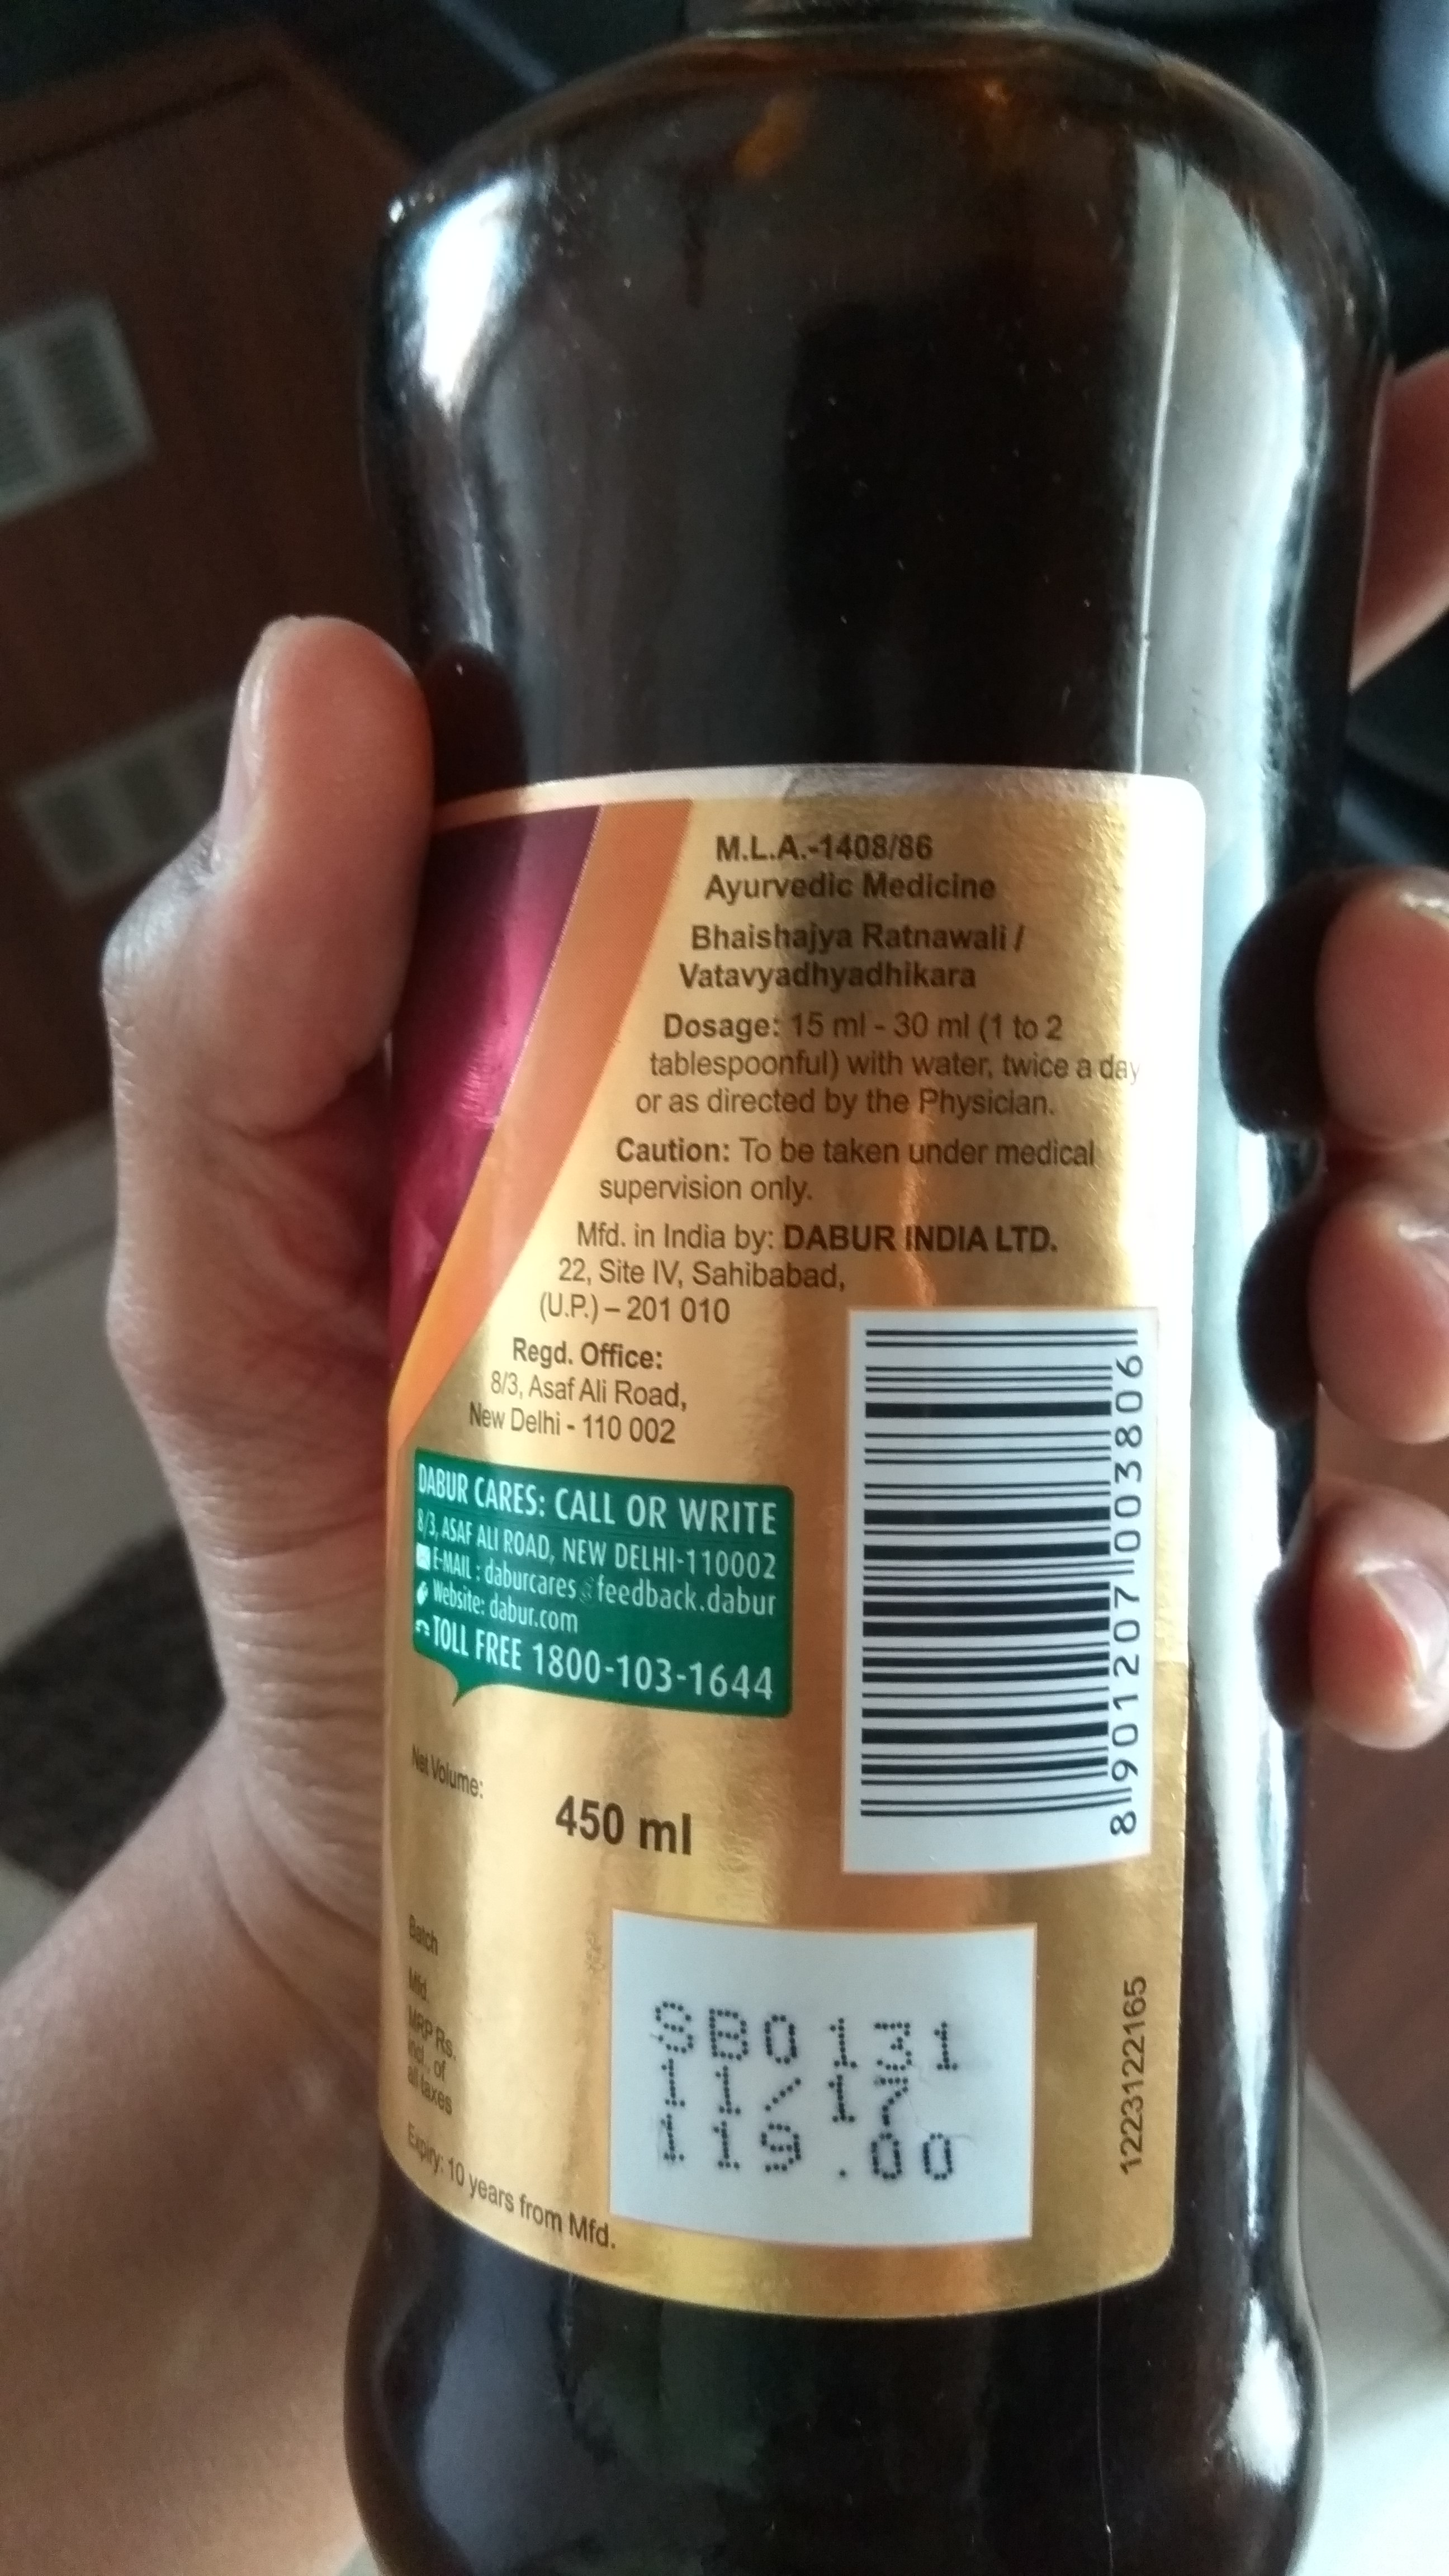 M.L.A.-1408/86
Ayurvedic Medicine
Bhaishajya Ratnawali /
Vatavyadhyadhikara
Dosage: 15 ml - 30 ml (1 to 2
tablespoonful) with water, twice a day
or as directed by the Physician.
Caution: To be taken under medical
supervision only.
Mfd. in India by: DABUR INDIA LTD.
22, Site IV, Sahibabad,
(U.P.) – 201 010
Regd. Office:
8/3, Asaf Ali Road,
New Delhi - 110 002
DABUR CARES: CALL OR WRITE
8/3, ASAF ALI ROAD, NEW DELHI-110002
E-MAIL : daburcares@feedback.dabur
Website: dabur.com
TOLL FREE 1800-103-1644
8 901207 003806
Net Volume:
450 ml
Batch
Mfd.
MRP Rs.
incl. of
all taxes
Expiry: 10 years from Mfd.
SB0131
11/17
119.00
1223122165